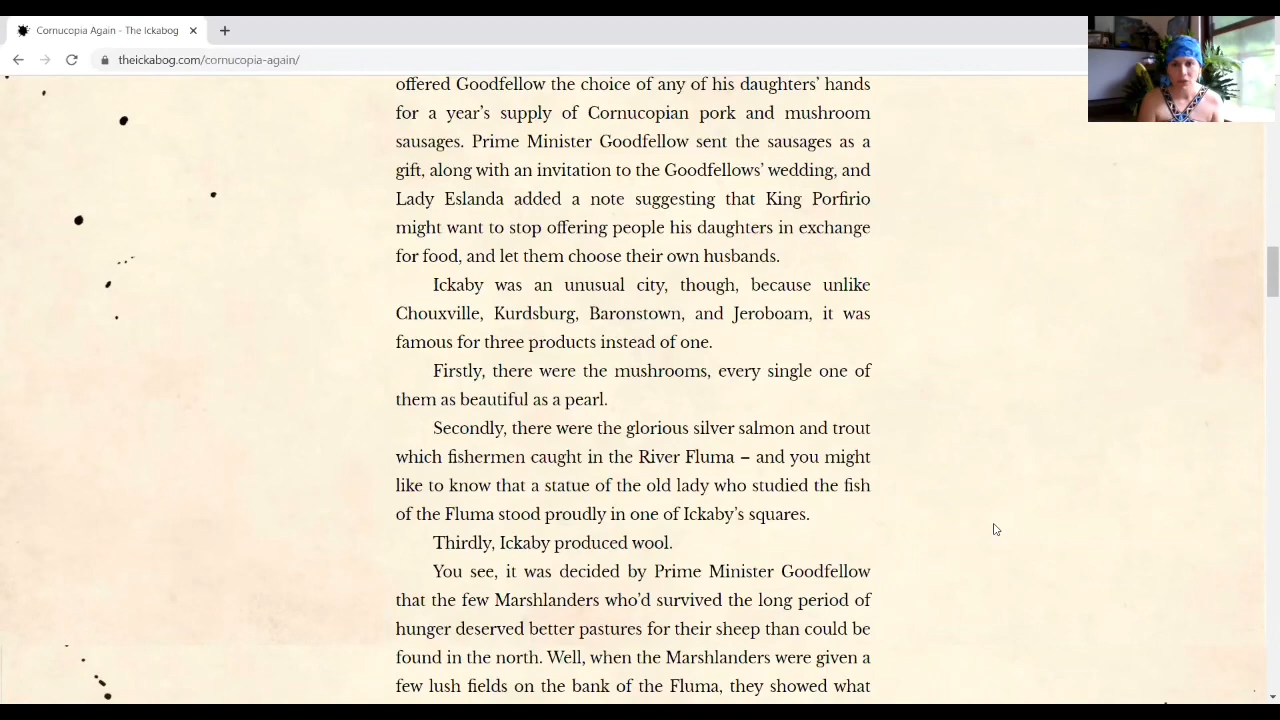 Cornucopia Again - The Ickabog
theickabog.com/cornucopia-again/
offered Goodfellow the choice of any of his daughters’ hands
for a year’s supply of Cornucopian pork and mushroom
sausages. Prime Minister Goodfellow sent the sausages as a
gift, along with an invitation to the Goodfellows’ wedding, and
Lady Eslanda added a note suggesting that King Porfirio
might want to stop offering people his daughters in exchange
for food, and let them choose their own husbands.
Ickaby was an unusual city, though, because unlike
Chouxville, Kurdsburg, Baronstown, and Jeroboam, it was
famous for three products instead of one.
Firstly, there were the mushrooms, every single one of
them as beautiful as a pearl.
Secondly, there were the glorious silver salmon and trout
which fishermen caught in the River Fluma – and you might
like to know that a statue of the old lady who studied the fish
of the Fluma stood proudly in one of Ickaby’s squares.
Thirdly, Ickaby produced wool.
You see, it was decided by Prime Minister Goodfellow
that the few Marshlanders who’d survived the long period of
hunger deserved better pastures for their sheep than could be
found in the north. Well, when the Marshlanders were given a
few lush fields on the bank of the Fluma, they showed what